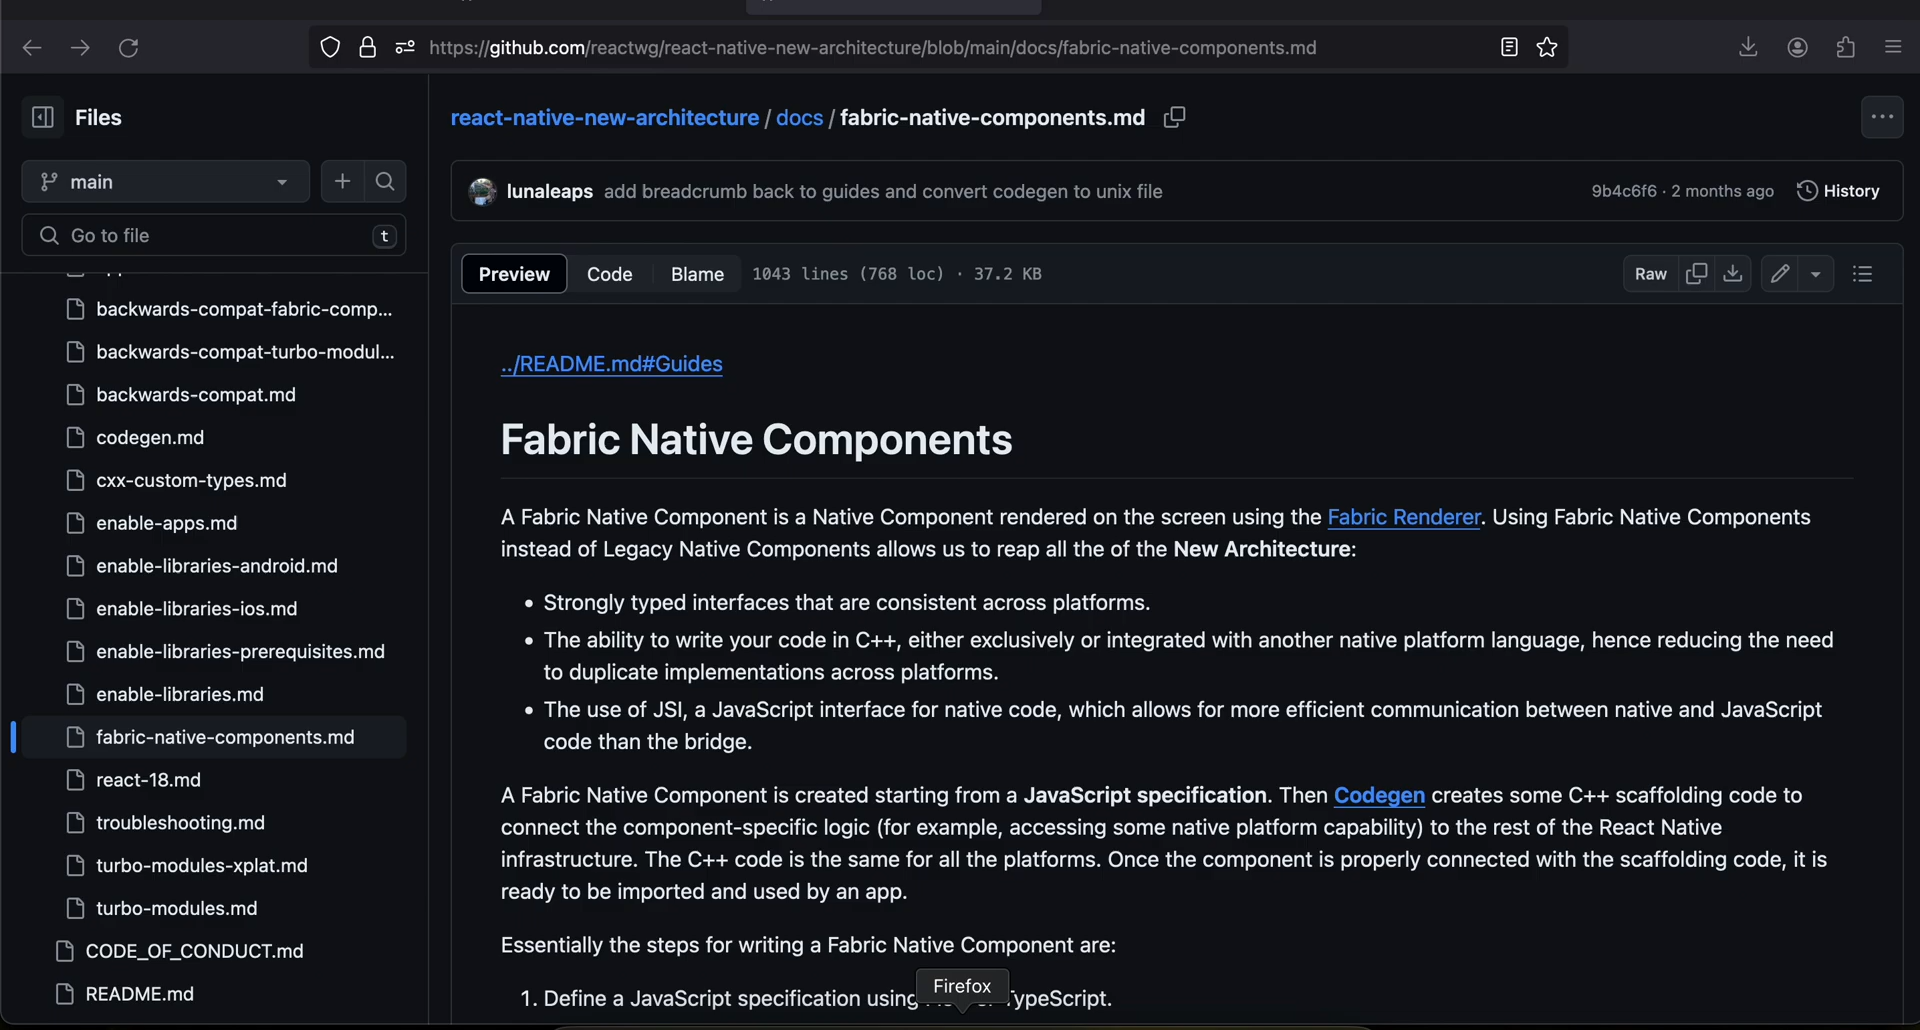 https://github.com/reactwg/react-native-new-architecture/blob/main/docs/fabric-native-components.md
Files
main
Go to file
t
backwards-compat-fabric-comp...
backwards-compat-turbo-modul...
backwards-compat.md
codegen.md
cxx-custom-types.md
enable-apps.md
enable-libraries-android.md
enable-libraries-ios.md
enable-libraries-prerequisites.md
enable-libraries.md
fabric-native-components.md
react-18.md
troubleshooting.md
turbo-modules-xplat.md
turbo-modules.md
CODE_OF_CONDUCT.md
README.md
react-native-new-architecture / docs / fabric-native-components.md
lunaleaps add breadcrumb back to guides and convert codegen to unix file
9b4c6f6 · 2 months ago History
Preview Code Blame 1043 lines (768 loc) · 37.2 KB
Raw
../README.md#Guides
Fabric Native Components
A Fabric Native Component is a Native Component rendered on the screen using the Fabric Renderer. Using Fabric Native Components
instead of Legacy Native Components allows us to reap all the of the New Architecture:
• Strongly typed interfaces that are consistent across platforms.
• The ability to write your code in C++, either exclusively or integrated with another native platform language, hence reducing the need
to duplicate implementations across platforms.
• The use of JSI, a JavaScript interface for native code, which allows for more efficient communication between native and JavaScript
code than the bridge.
A Fabric Native Component is created starting from a JavaScript specification. Then Codegen creates some C++ scaffolding code to
connect the component-specific logic (for example, accessing some native platform capability) to the rest of the React Native
infrastructure. The C++ code is the same for all the platforms. Once the component is properly connected with the scaffolding code, it is
ready to be imported and used by an app.
Essentially the steps for writing a Fabric Native Component are:
1. Define a JavaScript specification using ypeScript.
Firefox